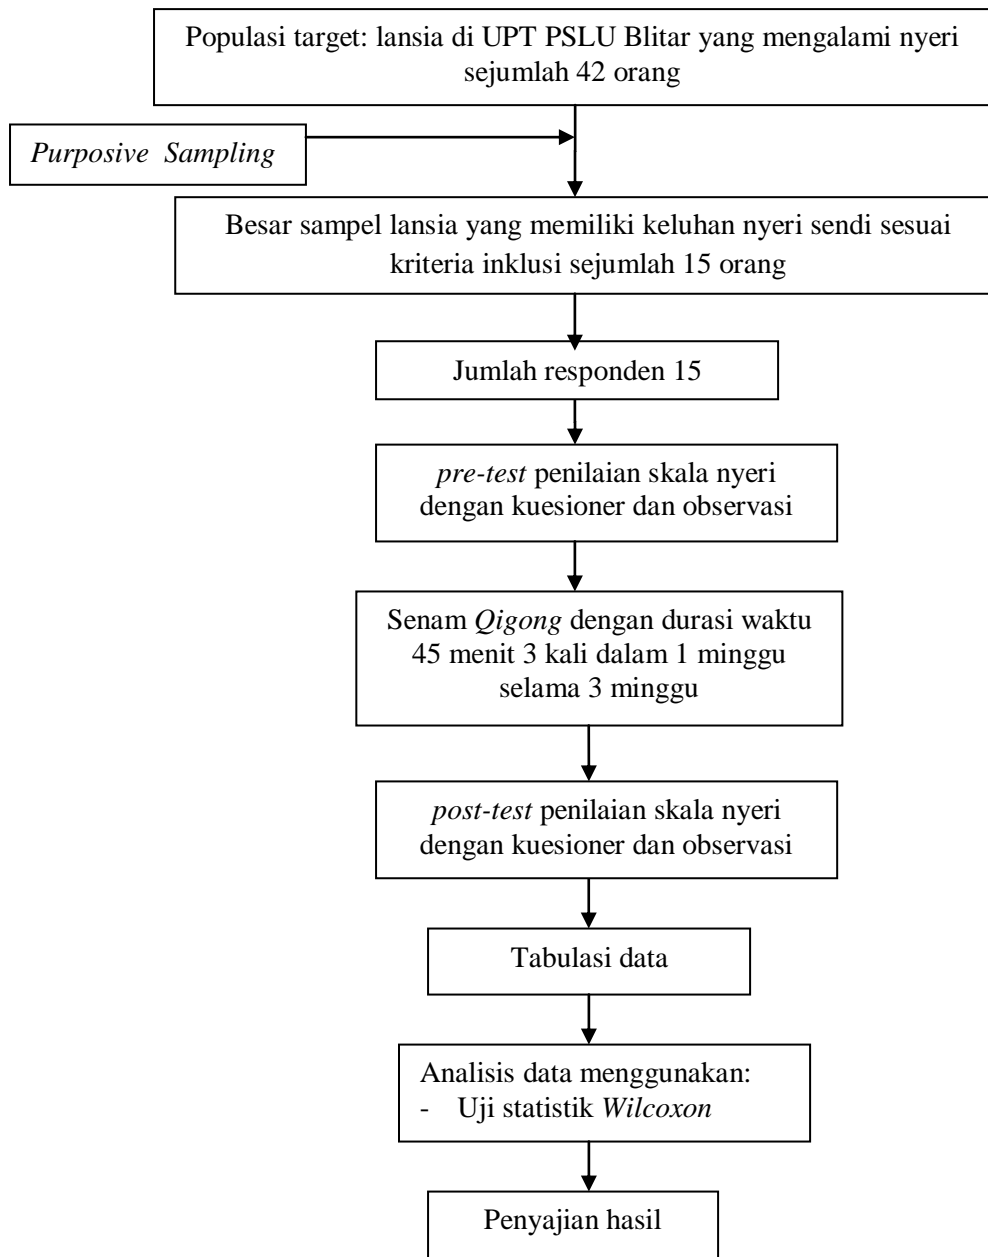 Populasi target: lansia di UPT PSLU Blitar yang mengalami nyeri
sejumlah 42 orang
Purposive Sampling
Besar sampel lansia yang memiliki keluhan nyeri sendi sesuai
kriteria inklusi sejumlah 15 orang
Jumlah responden 15
pre-test penilaian skala nyeri
dengan kuesioner dan observasi
Senam Qigong dengan durasi waktu
45 menit 3 kali dalam 1 minggu
selama 3 minggu
post-test penilaian skala nyeri
dengan kuesioner dan observasi
Tabulasi data
Analisis data menggunakan:
- Uji statistik Wilcoxon
Penyajian hasil